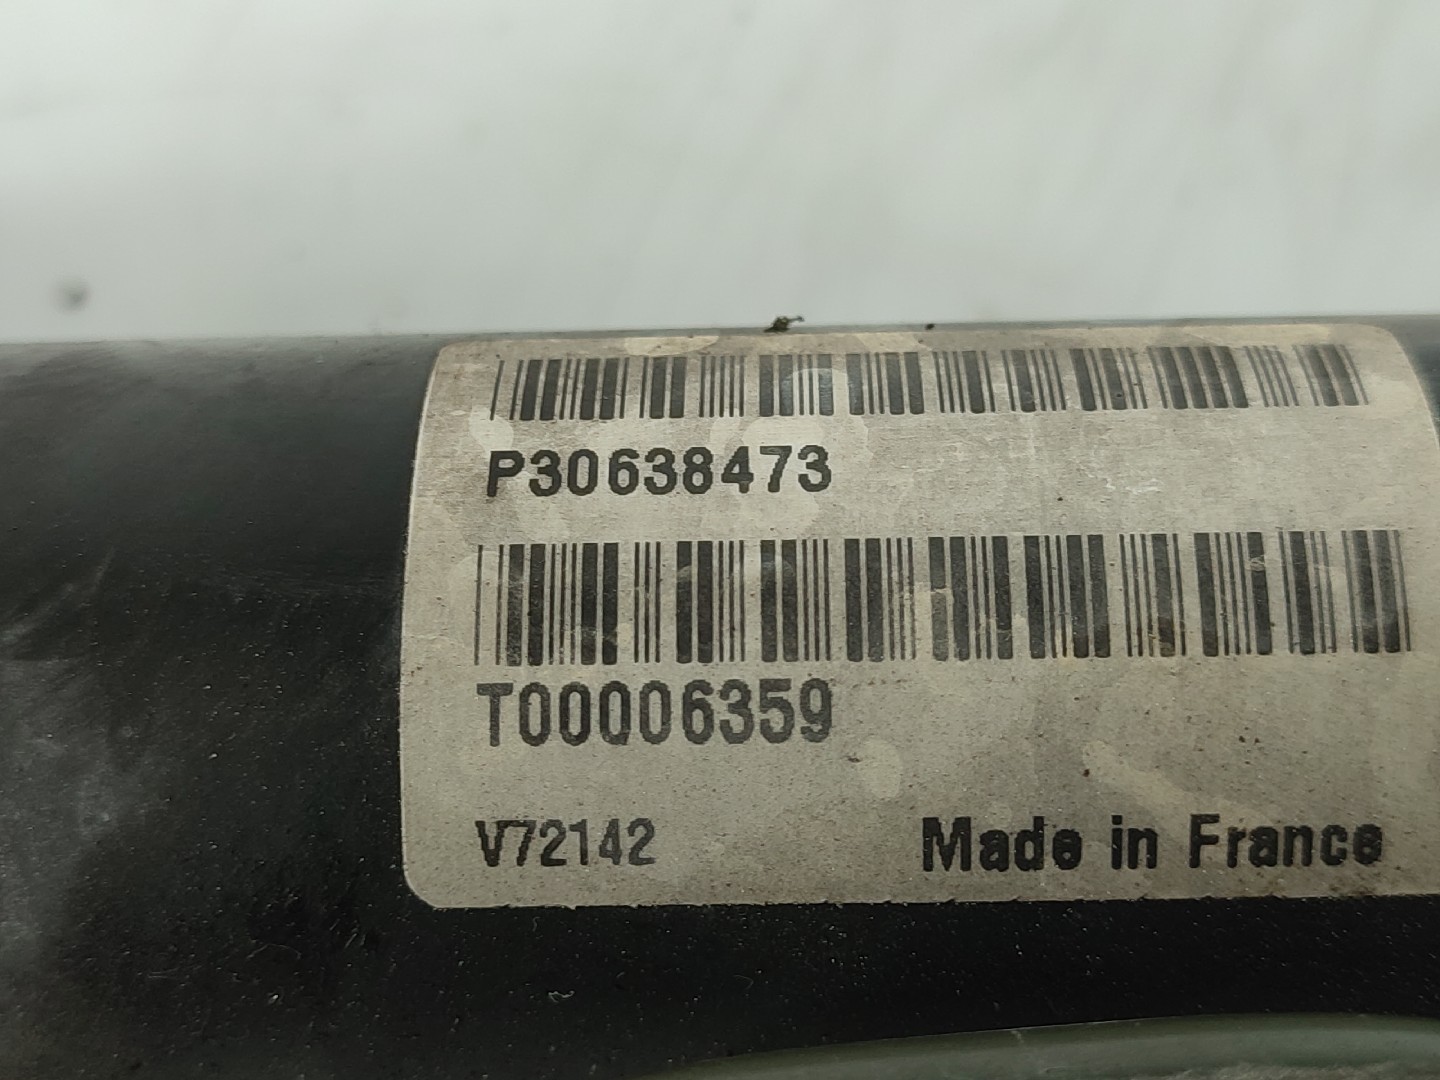 P30638473
T00006359
V72142 Made in France